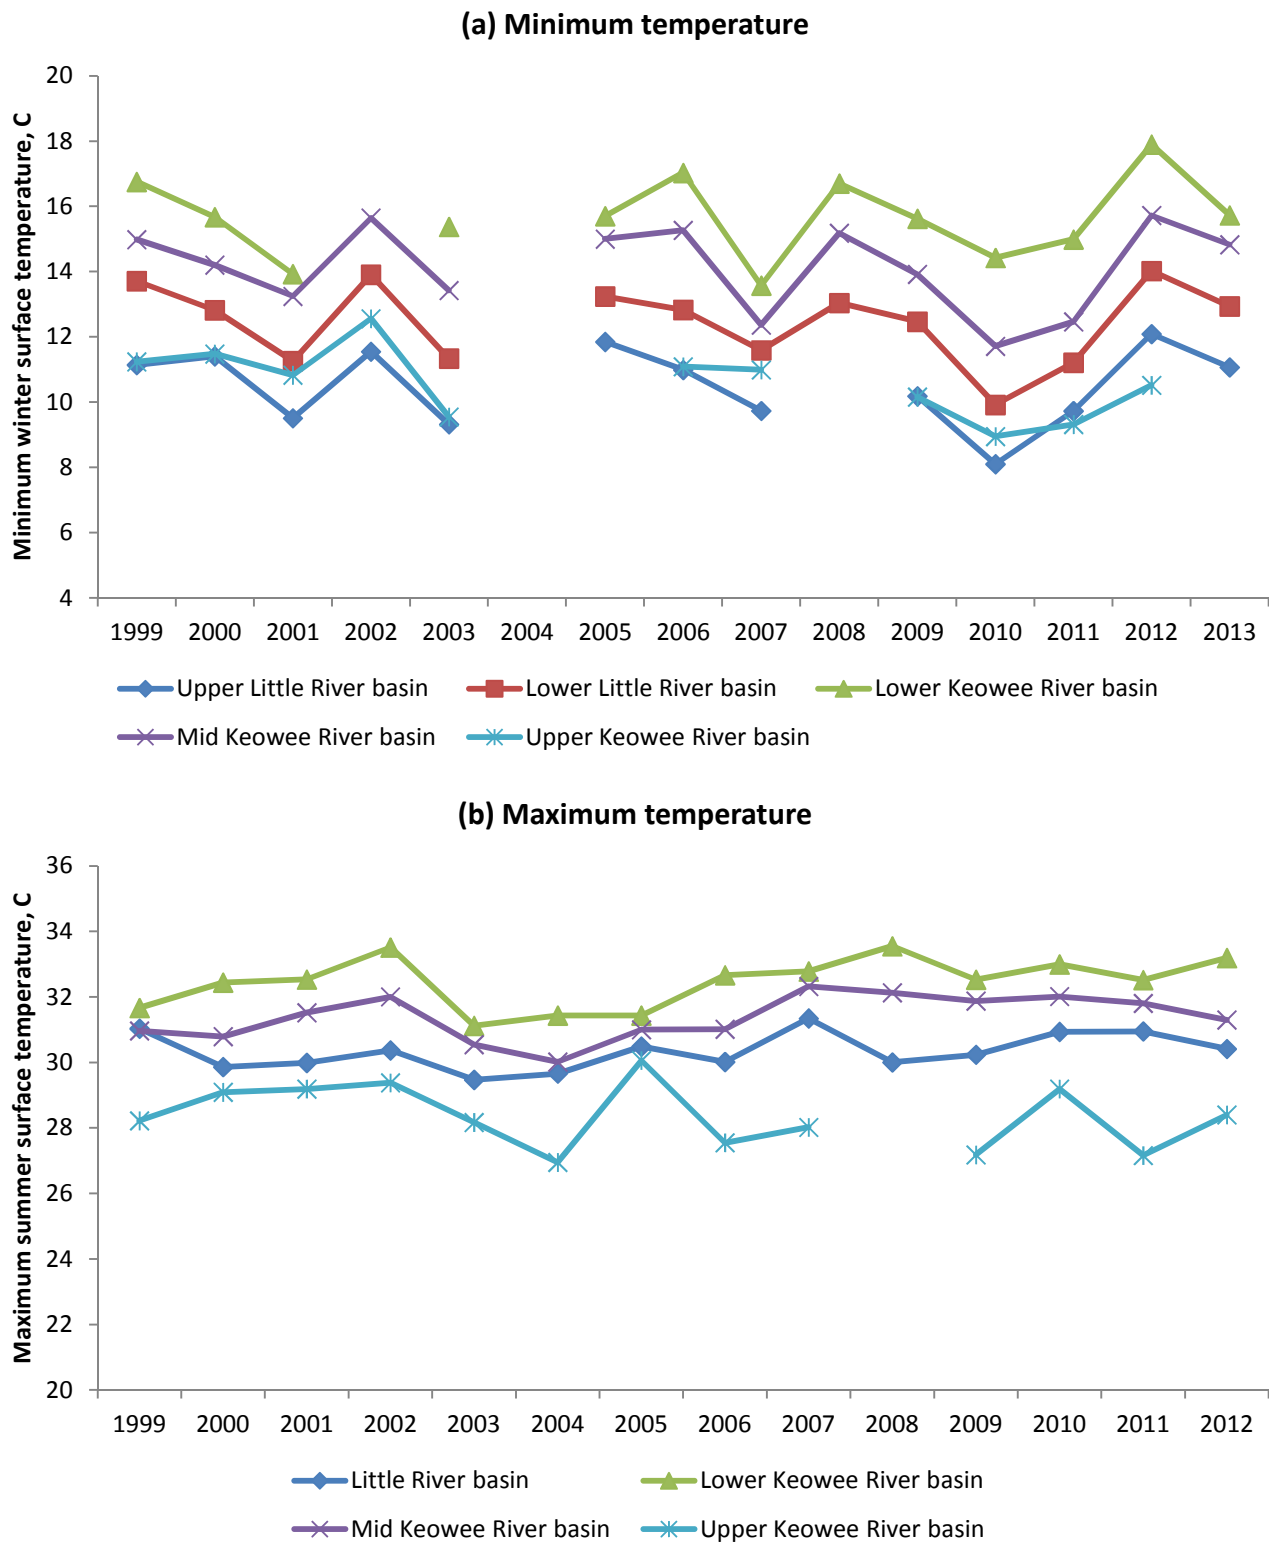 (a) Minimum temperature
Minimum winter surface temperature, C
20
18
16
14
12
10
8
6
4
1999 2000 2001 2002 2003 2004 2005 2006 2007 2008 2009 2010 2011 2012 2013
Upper Little River basin Lower Little River basin Lower Keowee River basin
Mid Keowee River basin Upper Keowee River basin
(b) Maximum temperature
Maximum summer surface temperature, C
36
34
32
30
28
26
24
22
20
1999 2000 2001 2002 2003 2004 2005 2006 2007 2008 2009 2010 2011 2012
Little River basin Lower Keowee River basin
Mid Keowee River basin Upper Keowee River basin